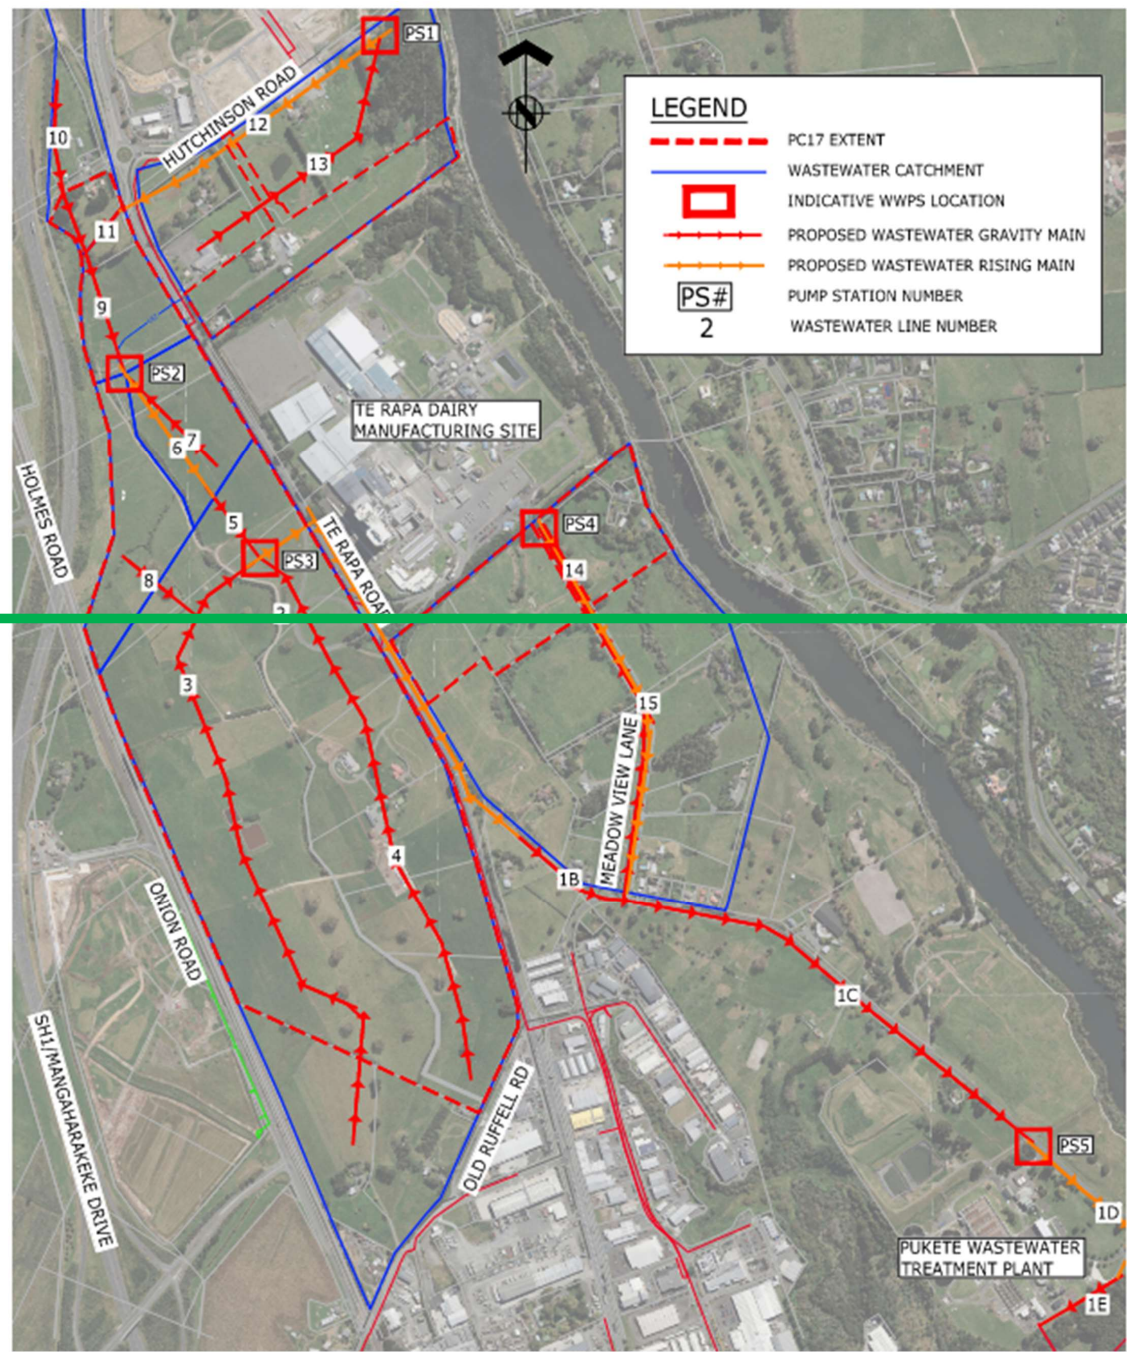 PS1
HUTCHINSON ROAD
10
12
13
11
9
PS2
LEGEND
PC17 EXTENT
WASTEWATER CATCHMENT
INDICATIVE WWPS LOCATION
PROPOSED WASTEWATER GRAVITY MAIN
PROPOSED WASTEWATER RISING MAIN
PS# PUMP STATION NUMBER
2 WASTEWATER LINE NUMBER
TE RAPA DAIRY
MANUFACTURING SITE
7
6
HOLMES ROAD
5
PS3
8
TE RAPA ROAD
PS4
14
3
15
MEADOW VIEW LANE
4
1B
ONION ROAD
1C
SH1/MANGAHARAKEKE DRIVE
OLD RUFFELL RD
PS5
1D
PUKETE WASTEWATER
TREATMENT PLANT
1E